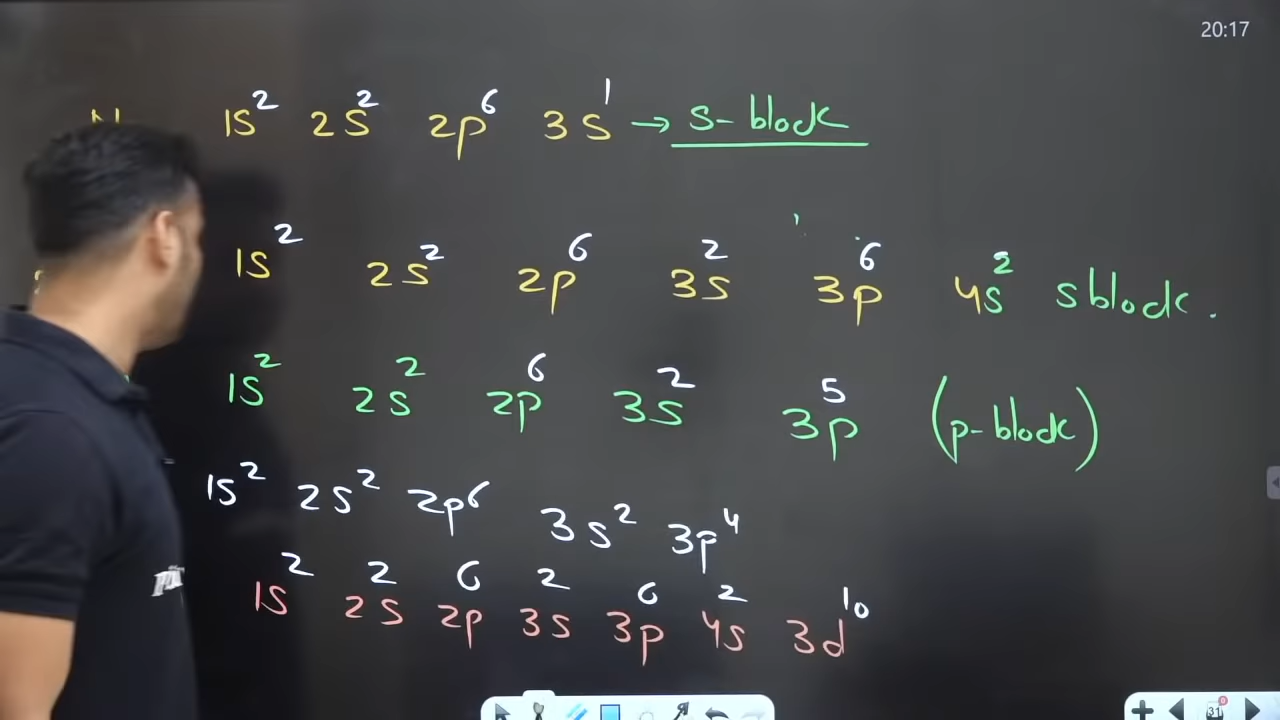 20:17
1s² 2s² 2p⁶ 3s¹ → s-block
1s² 2s² 2p⁶ 3s² 3p⁶ 4s² s block.
1s² 2s² 2p⁶ 3s² 3p⁵ (p-block)
1s² 2s² 2p⁶ 3s² 3p⁴
1s² 2s² 2p⁶ 3s² 3p⁶ 4s² 3d¹⁰
31